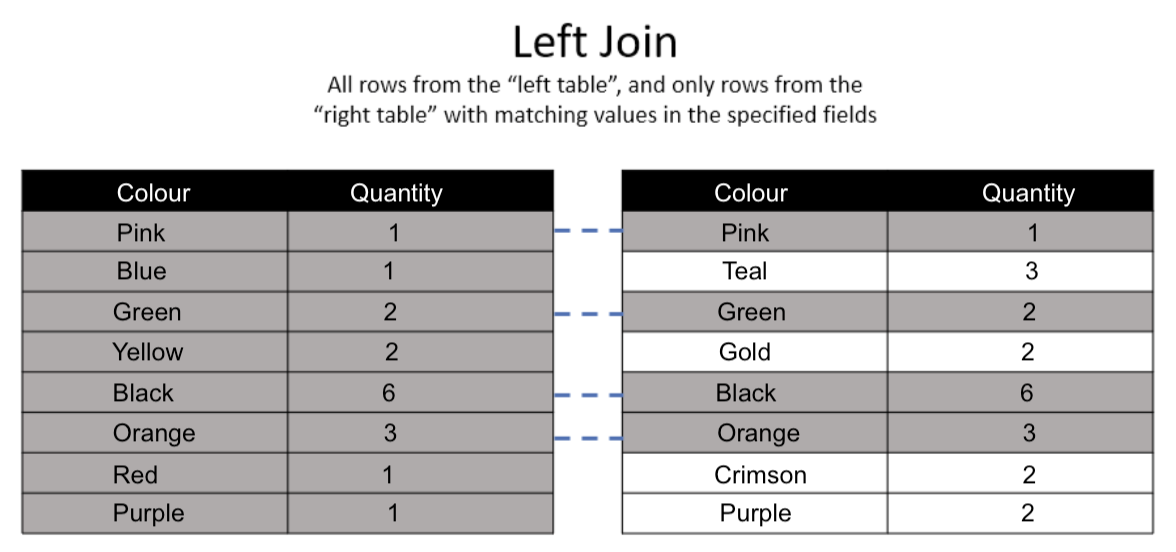 Left Join
All rows from the “left table”, and only rows from the
“right table” with matching values in the specified fields
Colour Quantity Colour Quantity
Pink 1 Pink 1
Blue 1 Teal 3
Green 2 Green 2
Yellow 2 Gold 2
Black 6 Black 6
Orange 3 Orange 3
Red 1 Crimson 2
Purple 1 Purple 2